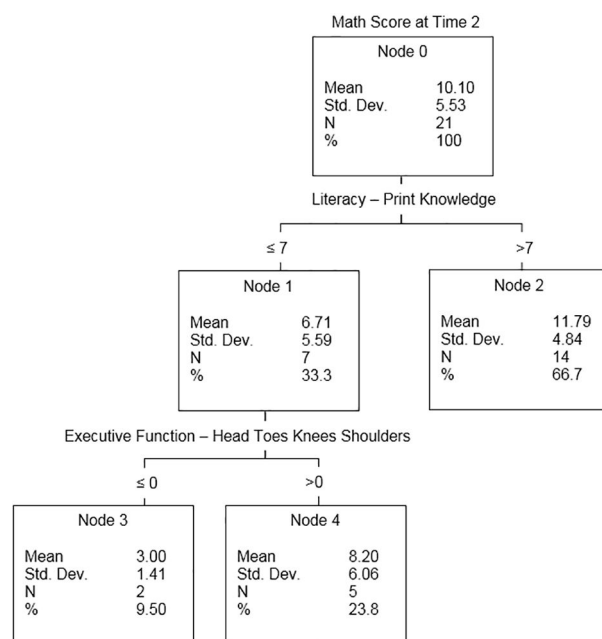 Math Score at Time 2
Node 0
Mean 10.10
Std. Dev. 5.53
N 21
% 100
Literacy – Print Knowledge
≤ 7 >7
Node 1
Mean 6.71
Std. Dev. 5.59
N 7
% 33.3
Node 2
Mean 11.79
Std. Dev. 4.84
N 14
% 66.7
Executive Function – Head Toes Knees Shoulders
≤ 0 >0
Node 3
Mean 3.00
Std. Dev. 1.41
N 2
% 9.50
Node 4
Mean 8.20
Std. Dev. 6.06
N 5
% 23.8